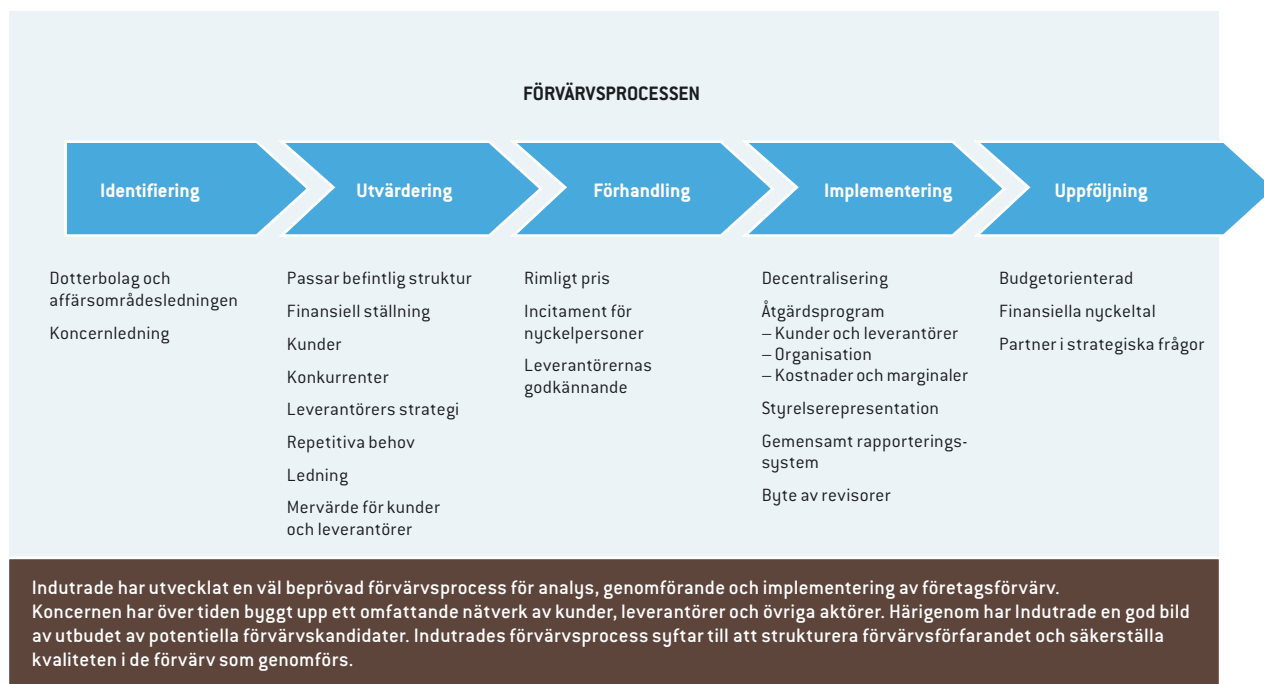 FÖRVÄRVSPROCESSEN
Identifiering
Utvärdering
Förhandling
Implementering
Uppföljning
Dotterbolag och
affärsområdesledningen
Koncernledning
Passar befintlig struktur
Finansiell ställning
Kunder
Konkurrenter
Leverantörers strategi
Repetitiva behov
Ledning
Mervärde för kunder
och leverantörer
Rimligt pris
Incitament för
nyckelpersoner
Leverantörernas
godkännande
Decentralisering
Åtgärdsprogram
– Kunder och leverantörer
– Organisation
– Kostnader och marginaler
Styrelserepresentation
Gemensamt rapporterings-
system
Byte av revisorer
Budgetorienterad
Finansiella nyckeltal
Partner i strategiska frågor
Indutrade har utvecklat en väl beprövad förvärvsprocess för analys, genomförande och implementering av företagsförvärv.
Koncernen har över tiden byggt upp ett omfattande nätverk av kunder, leverantörer och övriga aktörer. Härigenom har Indutrade en god bild
av utbudet av potentiella förvärvskandidater. Indutrades förvärvsprocess syftar till att strukturera förvärvsförfarandet och säkerställa
kvaliteten i de förvärv som genomförs.